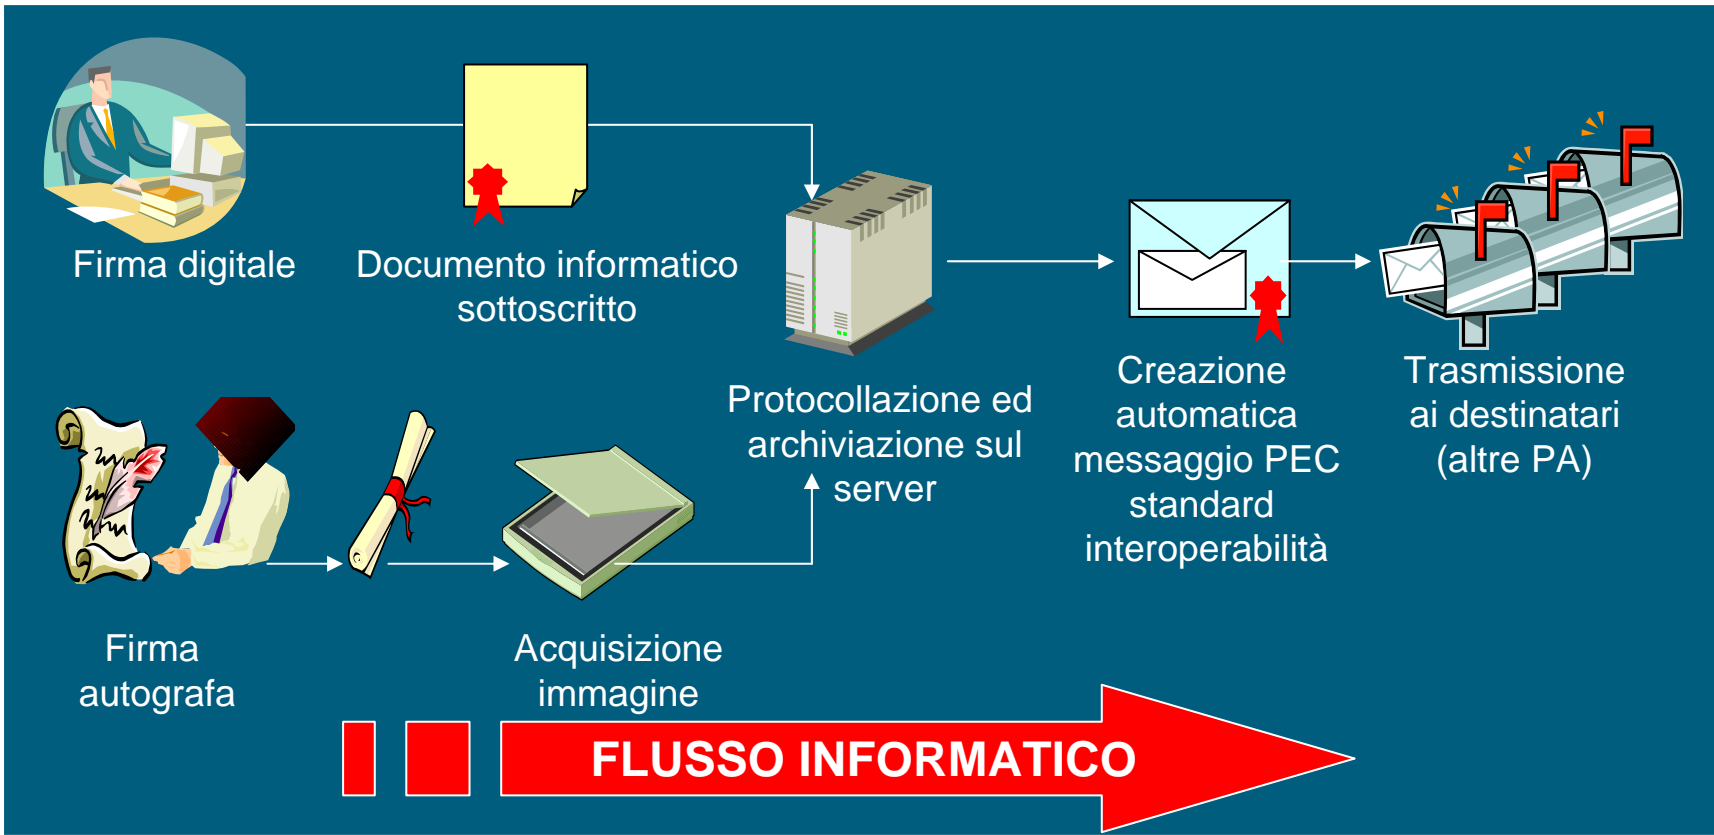 Firma digitale
Documento informatico
sottoscritto
Protocollazione ed
archiviazione sul
server
Creazione
automatica
messaggio PEC
standard
interoperabilità
Trasmissione
ai destinatari
(altre PA)
Firma
autografa
Acquisizione
immagine
FLUSSO INFORMATICO